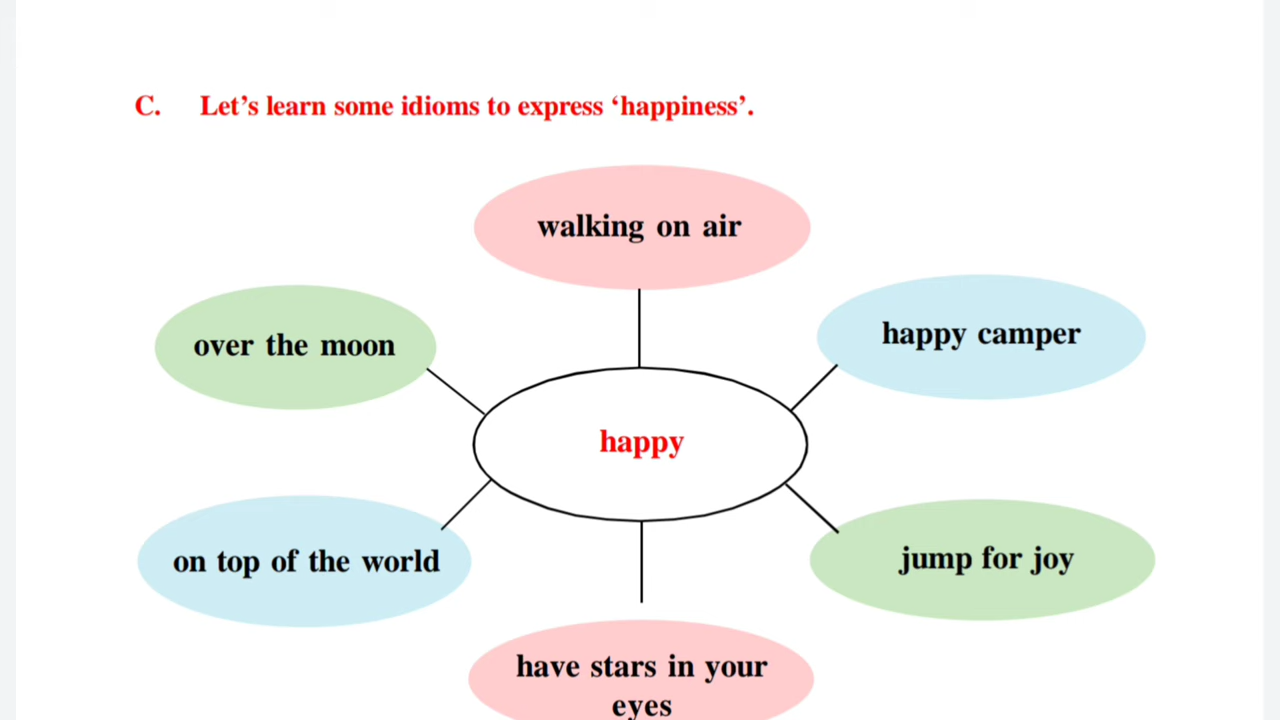 C. Let’s learn some idioms to express ‘happiness’.
walking on air
over the moon
happy camper
happy
on top of the world
jump for joy
have stars in your
eyes